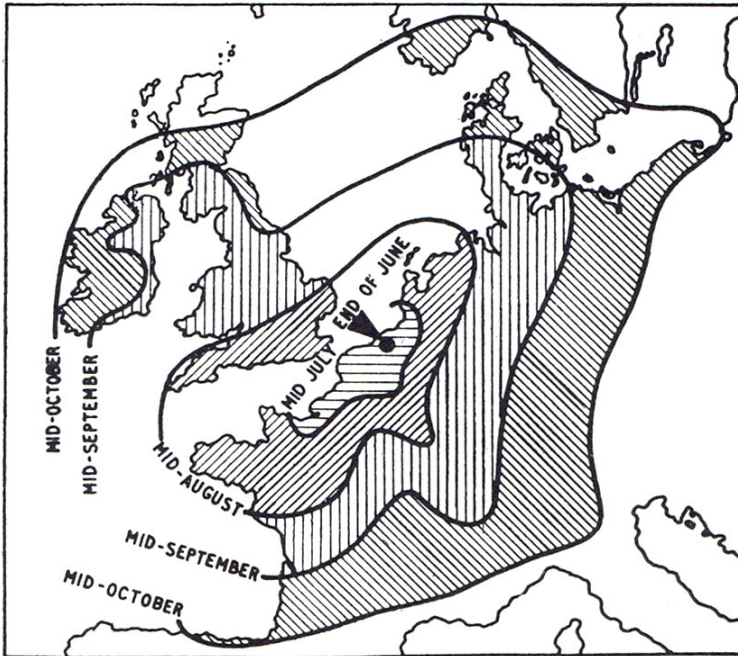 END OF JUNE
MID JULY
MID-OCTOBER
MID-SEPTEMBER
MID-AUGUST
MID-SEPTEMBER
MID-OCTOBER